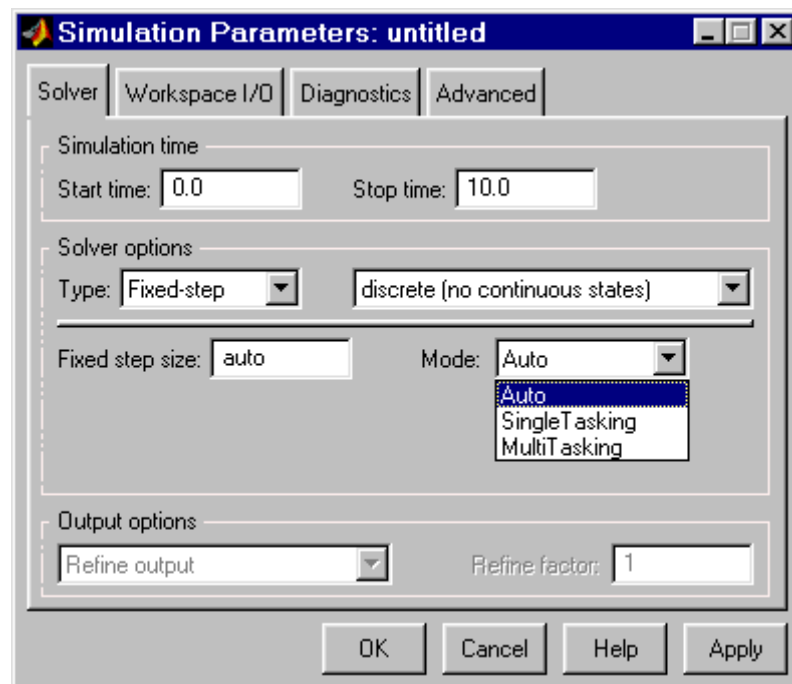 Simulation Parameters: untitled
Solver Workspace I/O Diagnostics Advanced
Simulation time
Start time: 0.0 Stop time: 10.0
Solver options
Type: Fixed-step discrete (no continuous states)
Fixed step size: auto Mode: Auto
Auto
SingleTasking
MultiTasking
Output options
Refine output Refine factor: 1
OK Cancel Help Apply